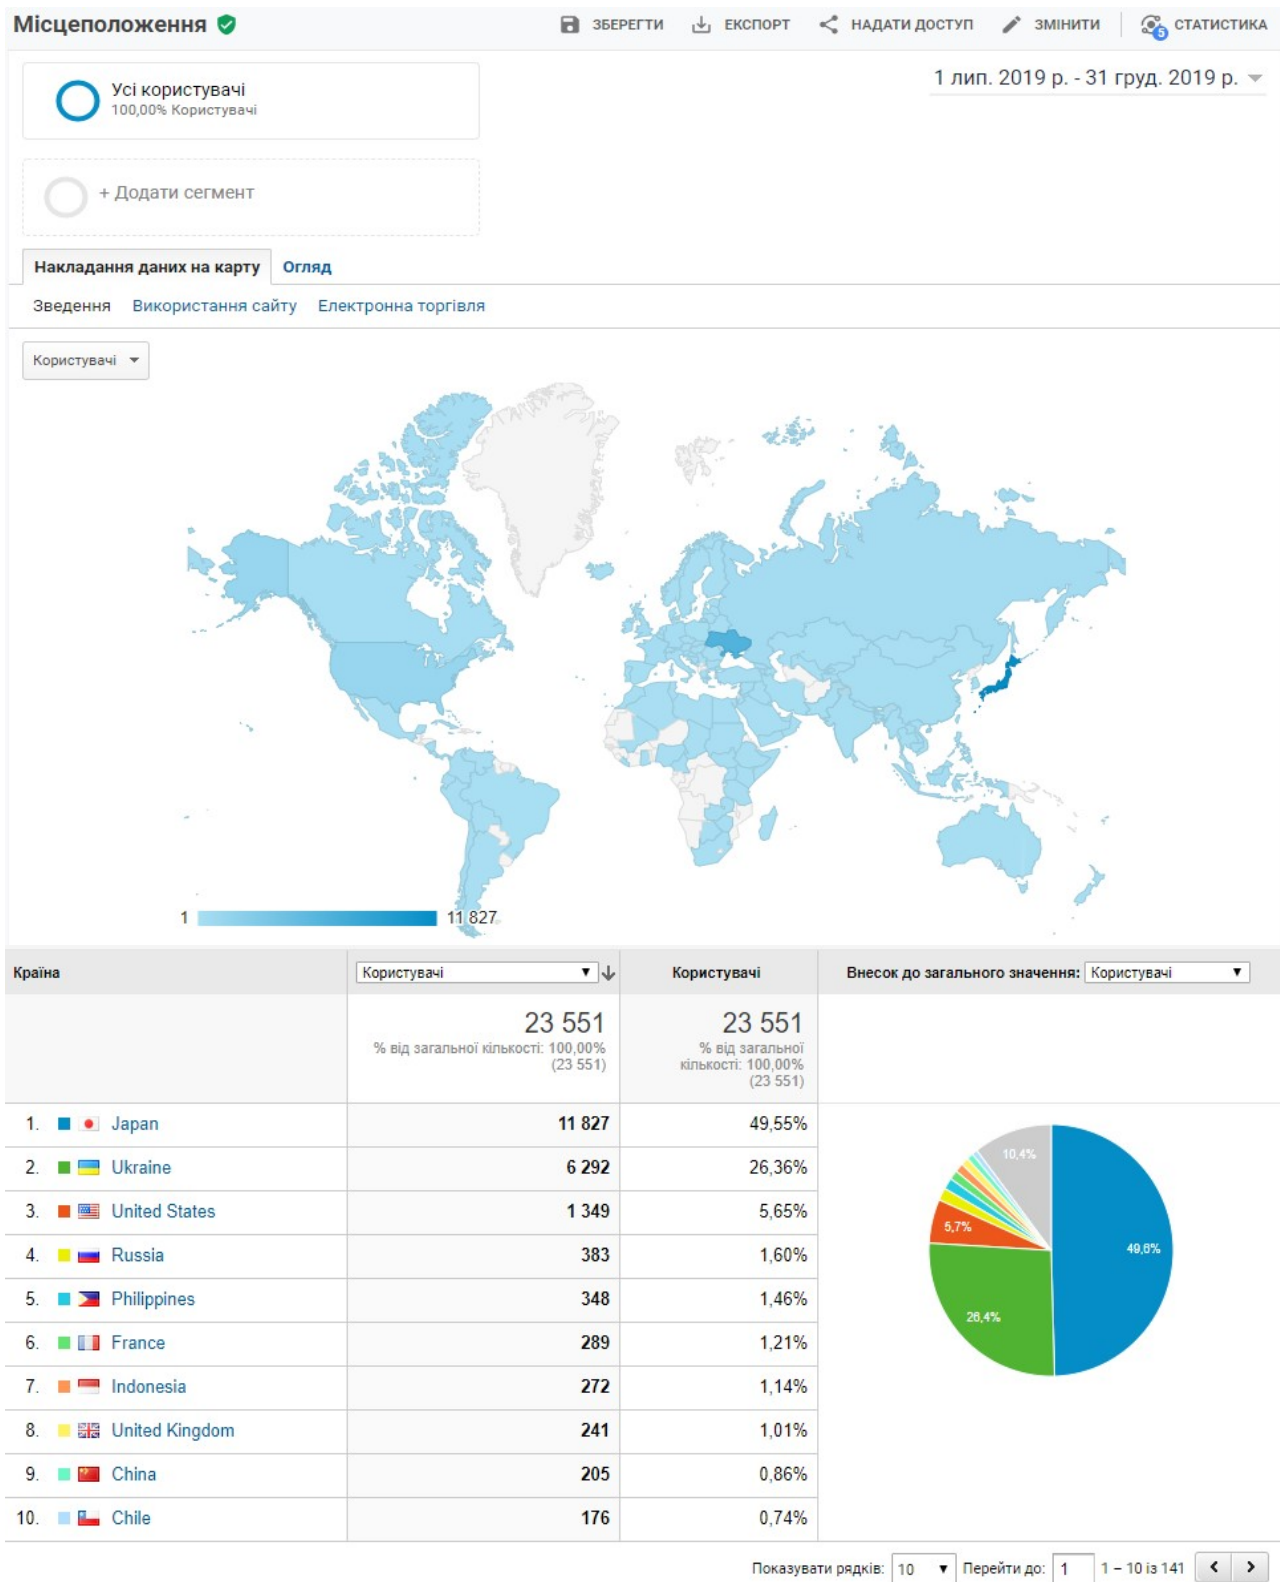 Місцеположення
ЗБЕРЕГТИ ЕКСПОРТ НАДАТИ ДОСТУП ЗМІНИТИ 5 СТАТИСТИКА
Усі користувачі
100,00% Користувачі
1 лип. 2019 р. - 31 груд. 2019 р.
+ Додати сегмент
Накладання даних на карту Огляд
Зведення Використання сайту Електронна торгівля
Користувачі
1 11 827
Країна Користувачі Користувачі Внесок до загального значення: Користувачі
23 551 23 551
% від загальної кількості: 100,00% % від загальної
(23 551) кількості: 100,00%
(23 551)
1. Japan 11 827 49,55%
2. Ukraine 6 292 26,36%
3. United States 1 349 5,65%
4. Russia 383 1,60%
5. Philippines 348 1,46%
6. France 289 1,21%
7. Indonesia 272 1,14%
8. United Kingdom 241 1,01%
9. China 205 0,86%
10. Chile 176 0,74%
10,4%
5,7%
49,6%
26,4%
Показувати рядків: 10 Перейти до: 1 1 – 10 із 141